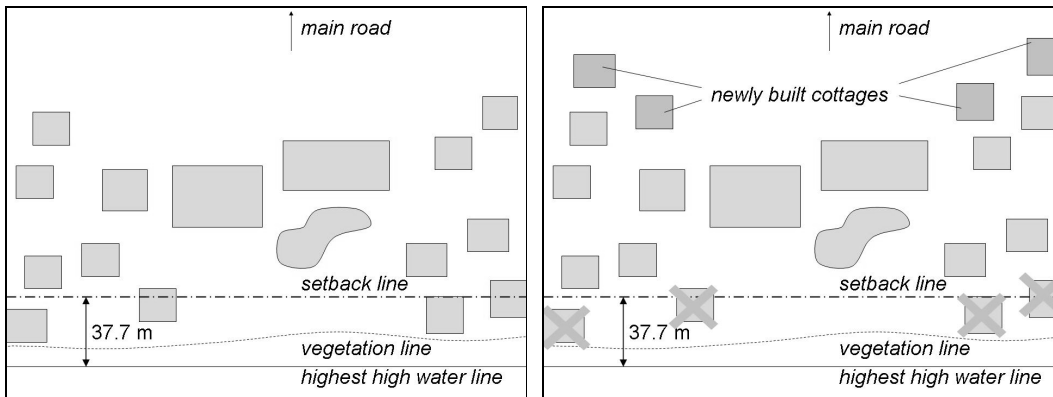 main road
setback line
37.7 m
vegetation line
highest high water line
main road
newly built cottages
setback line
37.7 m
vegetation line
highest high water line